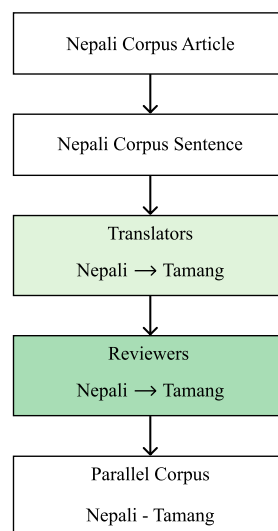 Nepali Corpus Article
Nepali Corpus Sentence
Translators
Nepali → Tamang
Reviewers
Nepali → Tamang
Parallel Corpus
Nepali - Tamang